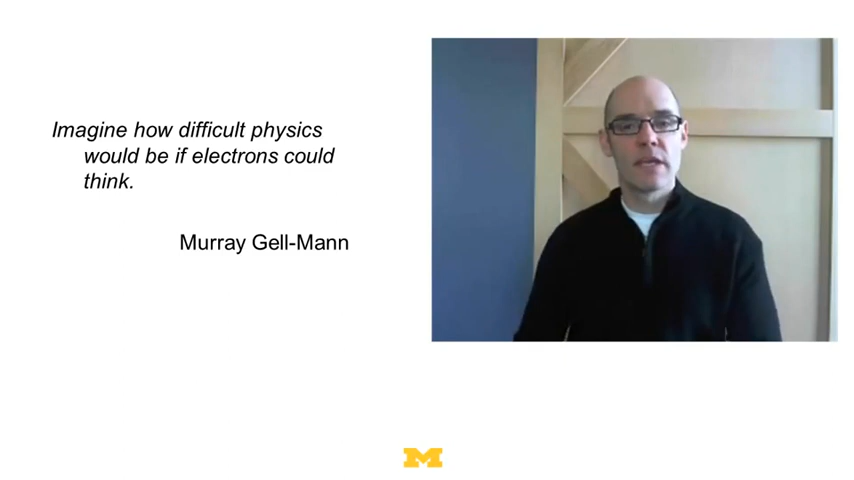 Imagine how difficult physics
would be if electrons could
think.
Murray Gell-Mann
M